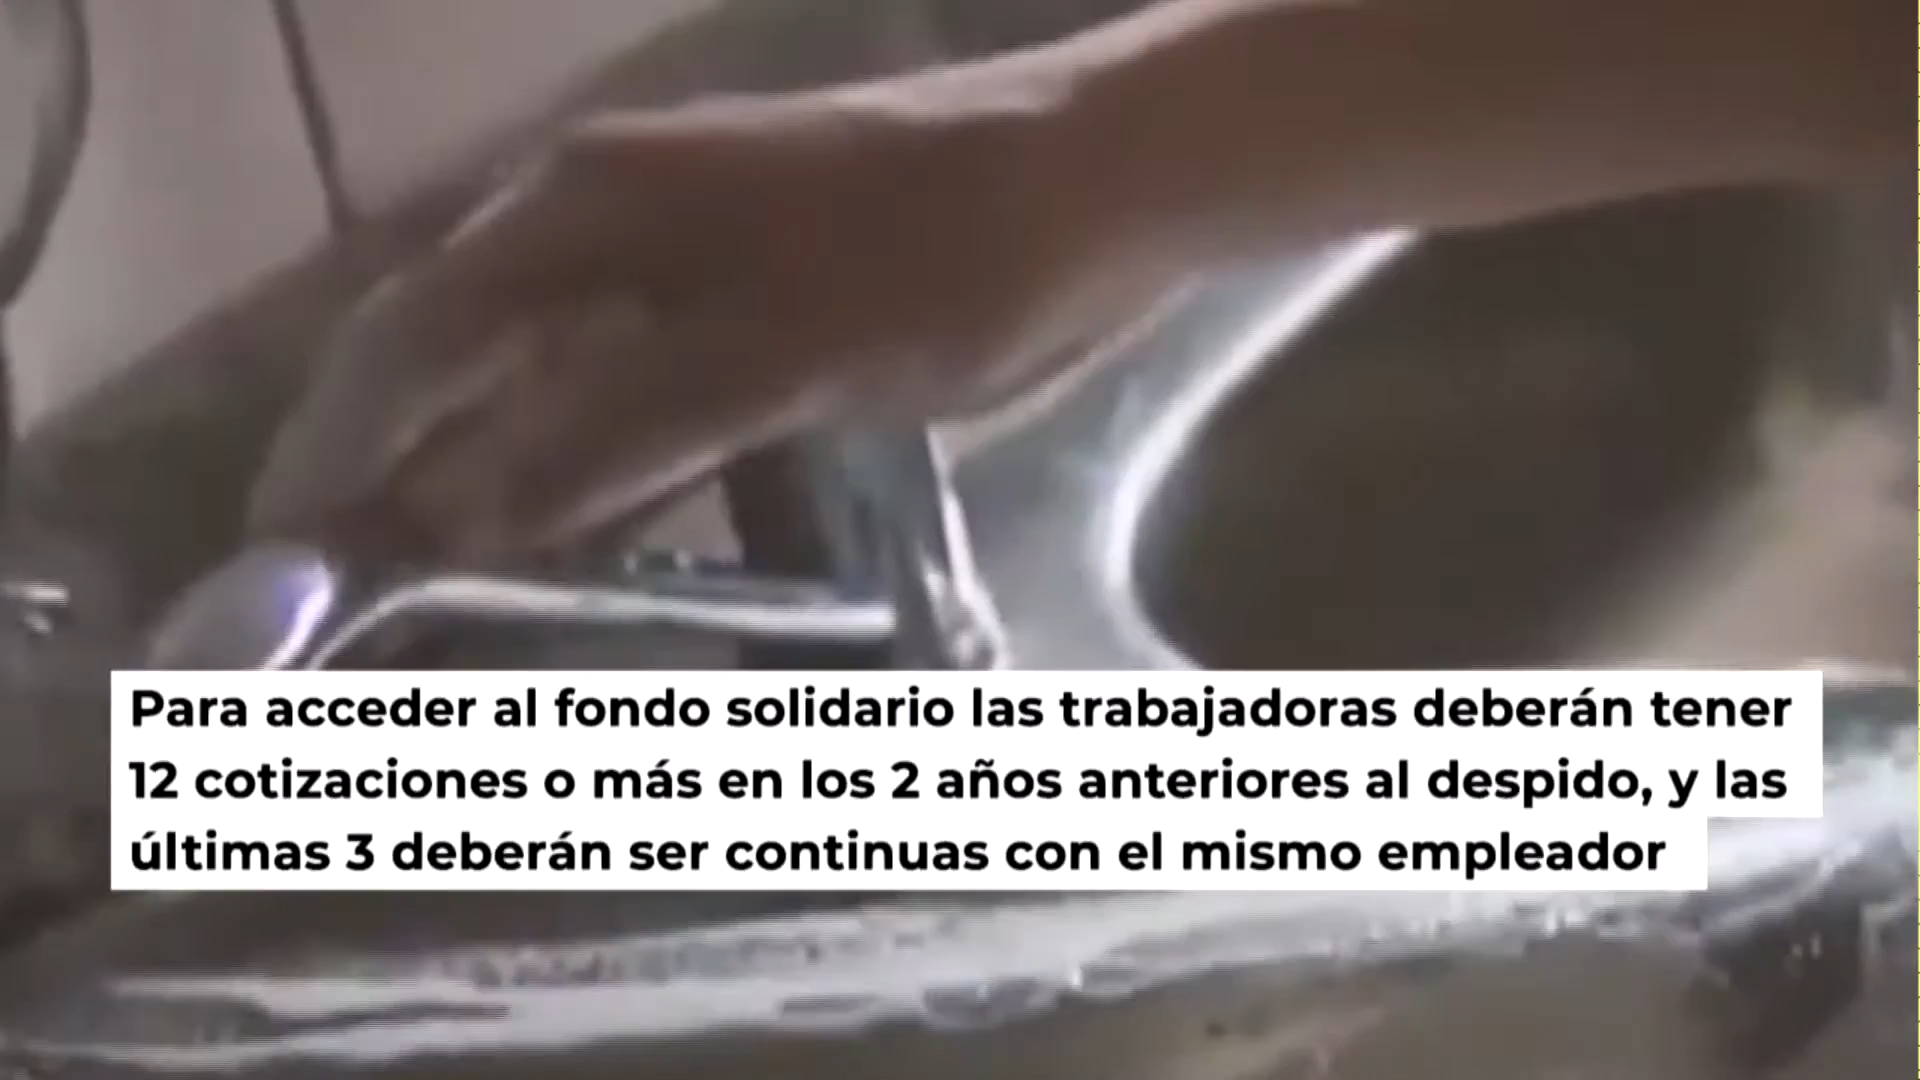 Para acceder al fondo solidario las trabajadoras deberán tener
12 cotizaciones o más en los 2 años anteriores al despido, y las
últimas 3 deberán ser continuas con el mismo empleador